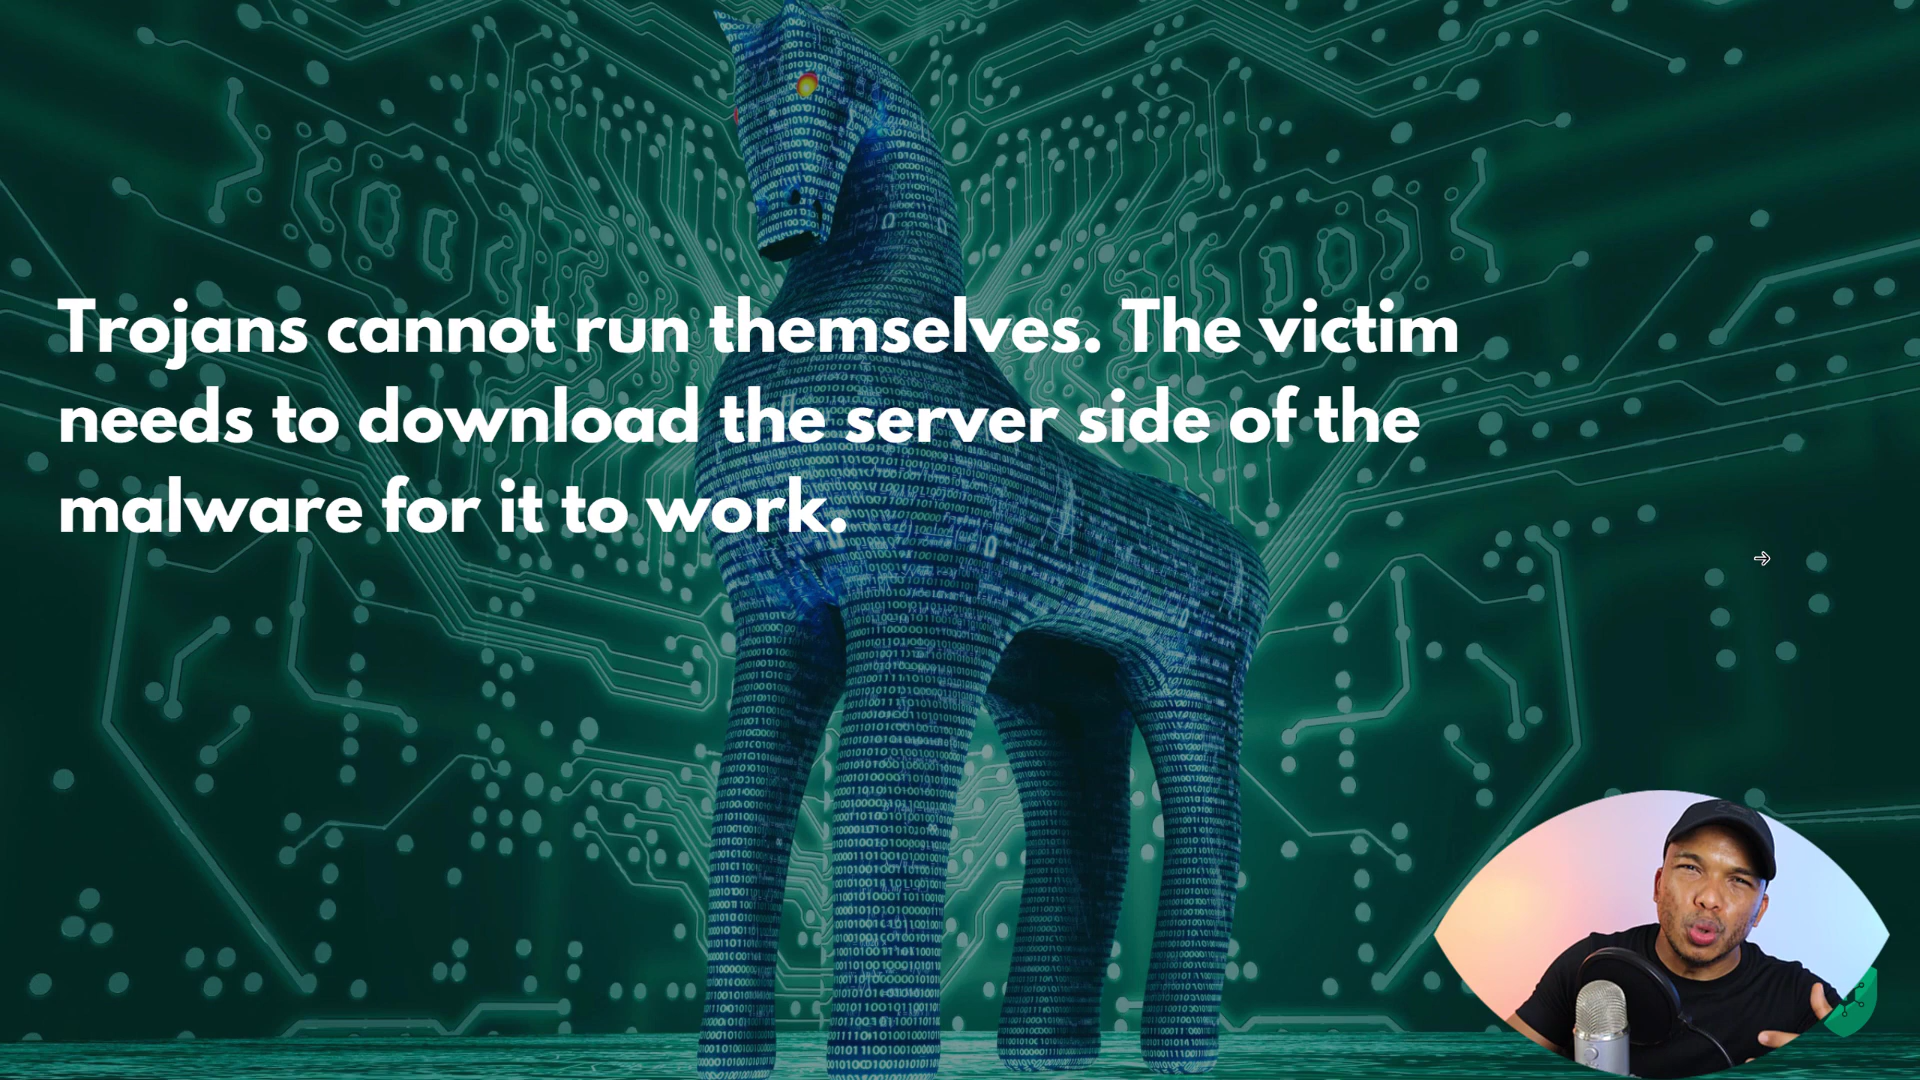 Trojans cannot run themselves. The victim
needs to download the server side of the
malware for it to work.